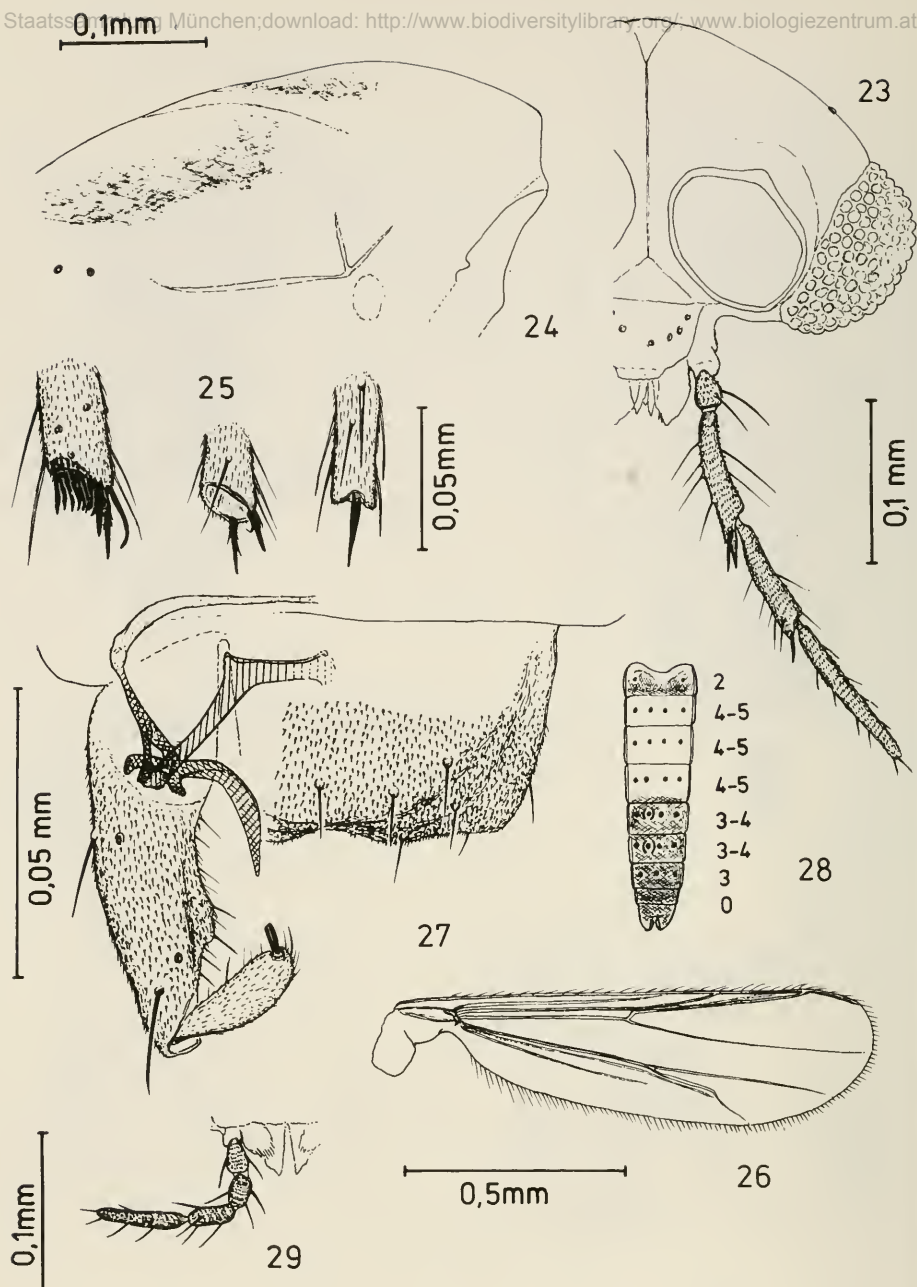 Staatssammlung München;download: http://www.biodiversitylibrary.org/; www.biologiezentrum.at
0,1mm
23
24
25
0,05mm
0,1 mm
2
4-5
4-5
4-5
3-4
3-4
3
0
28
0,05 mm
27
0,5mm
26
0,1mm
29